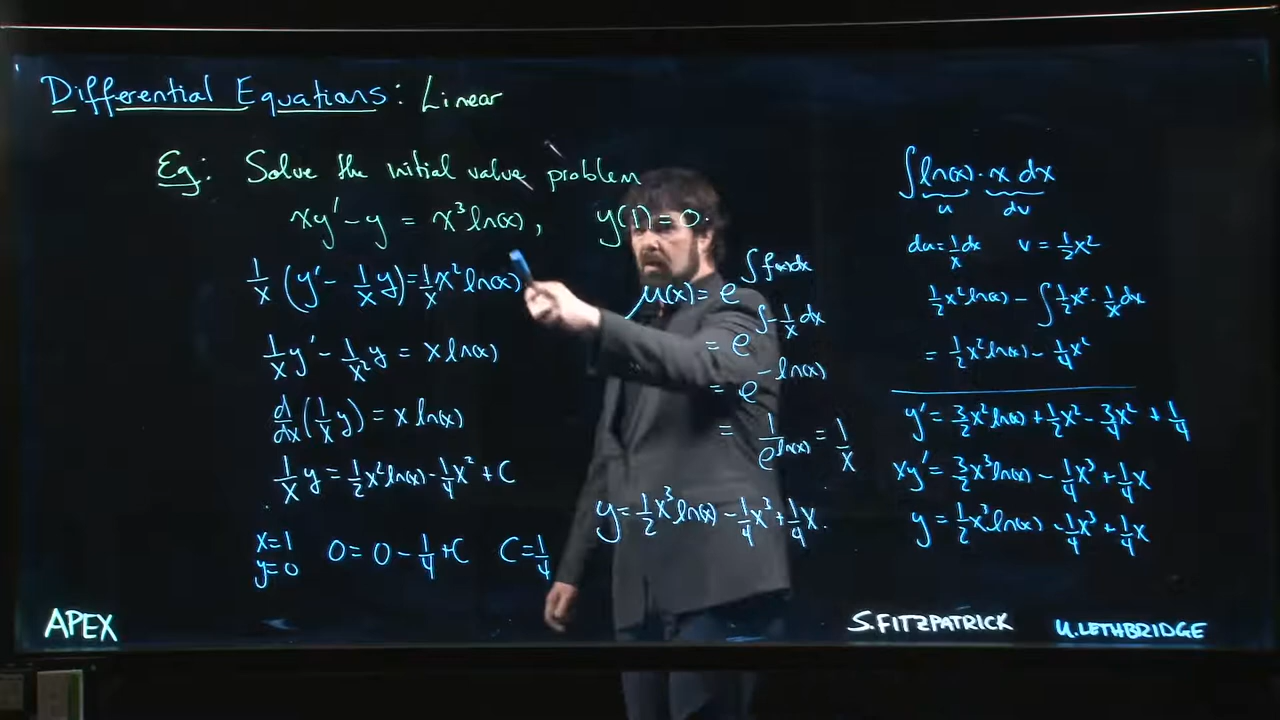 Differential Equations: Linear
Eg: Solve the initial value problem
xy' - y = x³ ln(x), y(1) = 0.
1/x (y' - 1/x y) = 1/x x² ln(x)
1/x y' - 1/x² y = x ln(x)
d/dx (1/x y) = x ln(x)
1/x y = 1/2 x² ln(x) - 1/4 x² + C
x=1
y=0
0 = 0 - 1/4 + C C = 1/4
μ(x) = e^∫f(x)dx
= e^∫-1/x dx
= e^-ln(x)
= 1/e^ln(x) = 1/x
y = 1/2 x³ ln(x) - 1/4 x³ + 1/4 x.
∫ ln(x) · x dx
u dv
du = 1/x dx v = 1/2 x²
1/2 x² ln(x) - ∫ 1/2 x² · 1/x dx
= 1/2 x² ln(x) - 1/4 x²
y' = 3/2 x² ln(x) + 1/2 x² - 3/4 x² + 1/4
xy' = 3/2 x³ ln(x) - 1/4 x³ + 1/4 x
y = 1/2 x³ ln(x) - 1/4 x³ + 1/4 x
APEX
S. FITZPATRICK
U. LETHBRIDGE